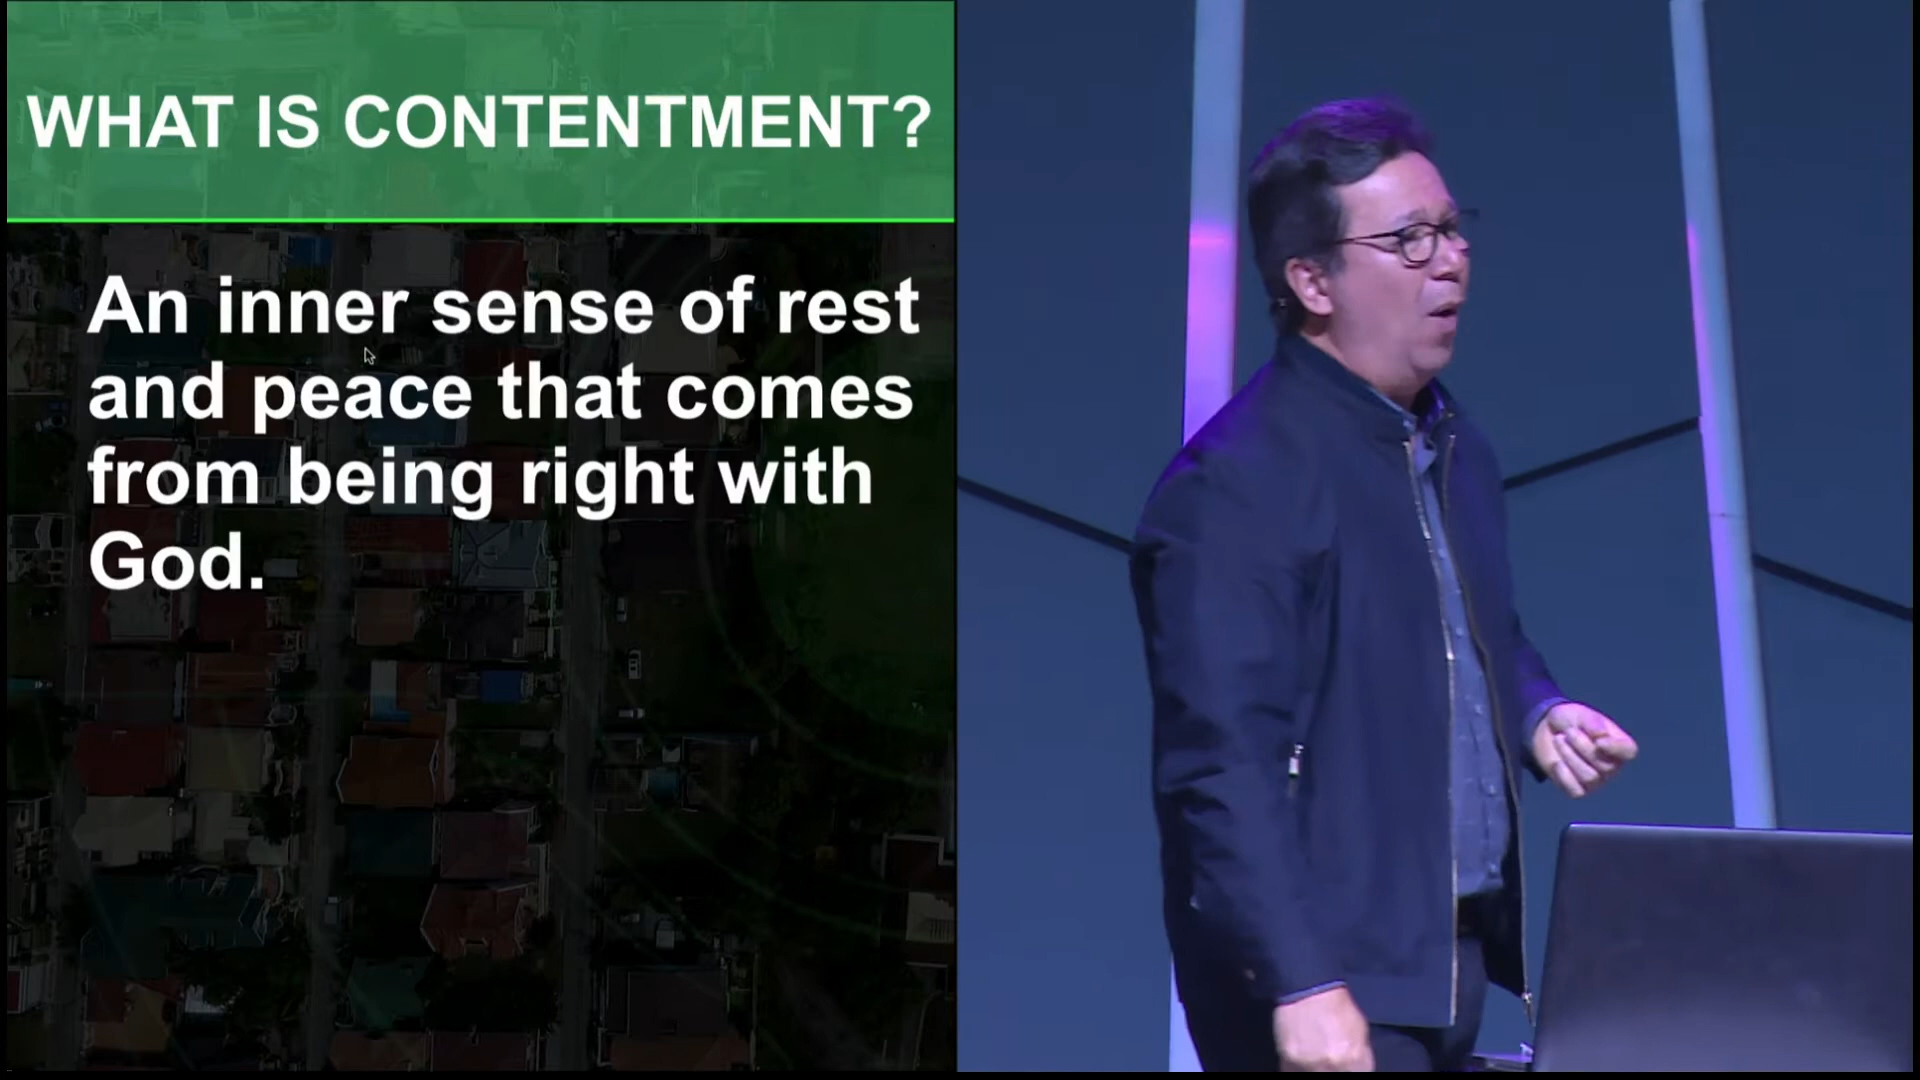 WHAT IS CONTENTMENT?
An inner sense of rest
and peace that comes
from being right with
God.